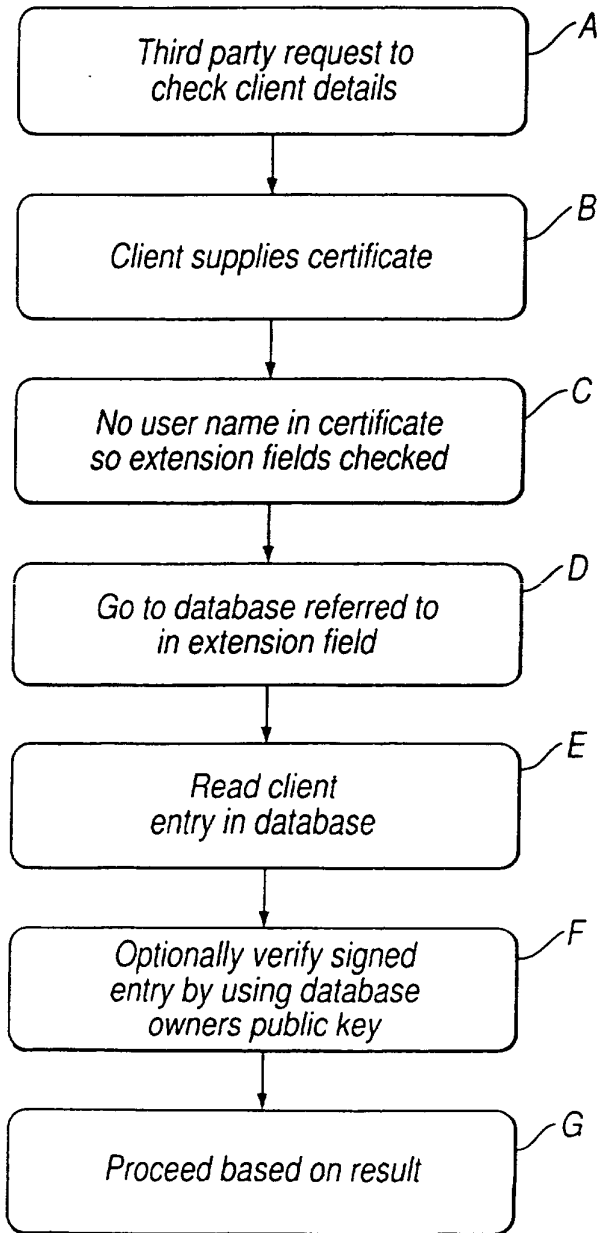 A
Third party request to
check client details
B
Client supplies certificate
C
No user name in certificate
so extension fields checked
D
Go to database referred to
in extension field
E
Read client
entry in database
F
Optionally verify signed
entry by using database
owners public key
G
Proceed based on result